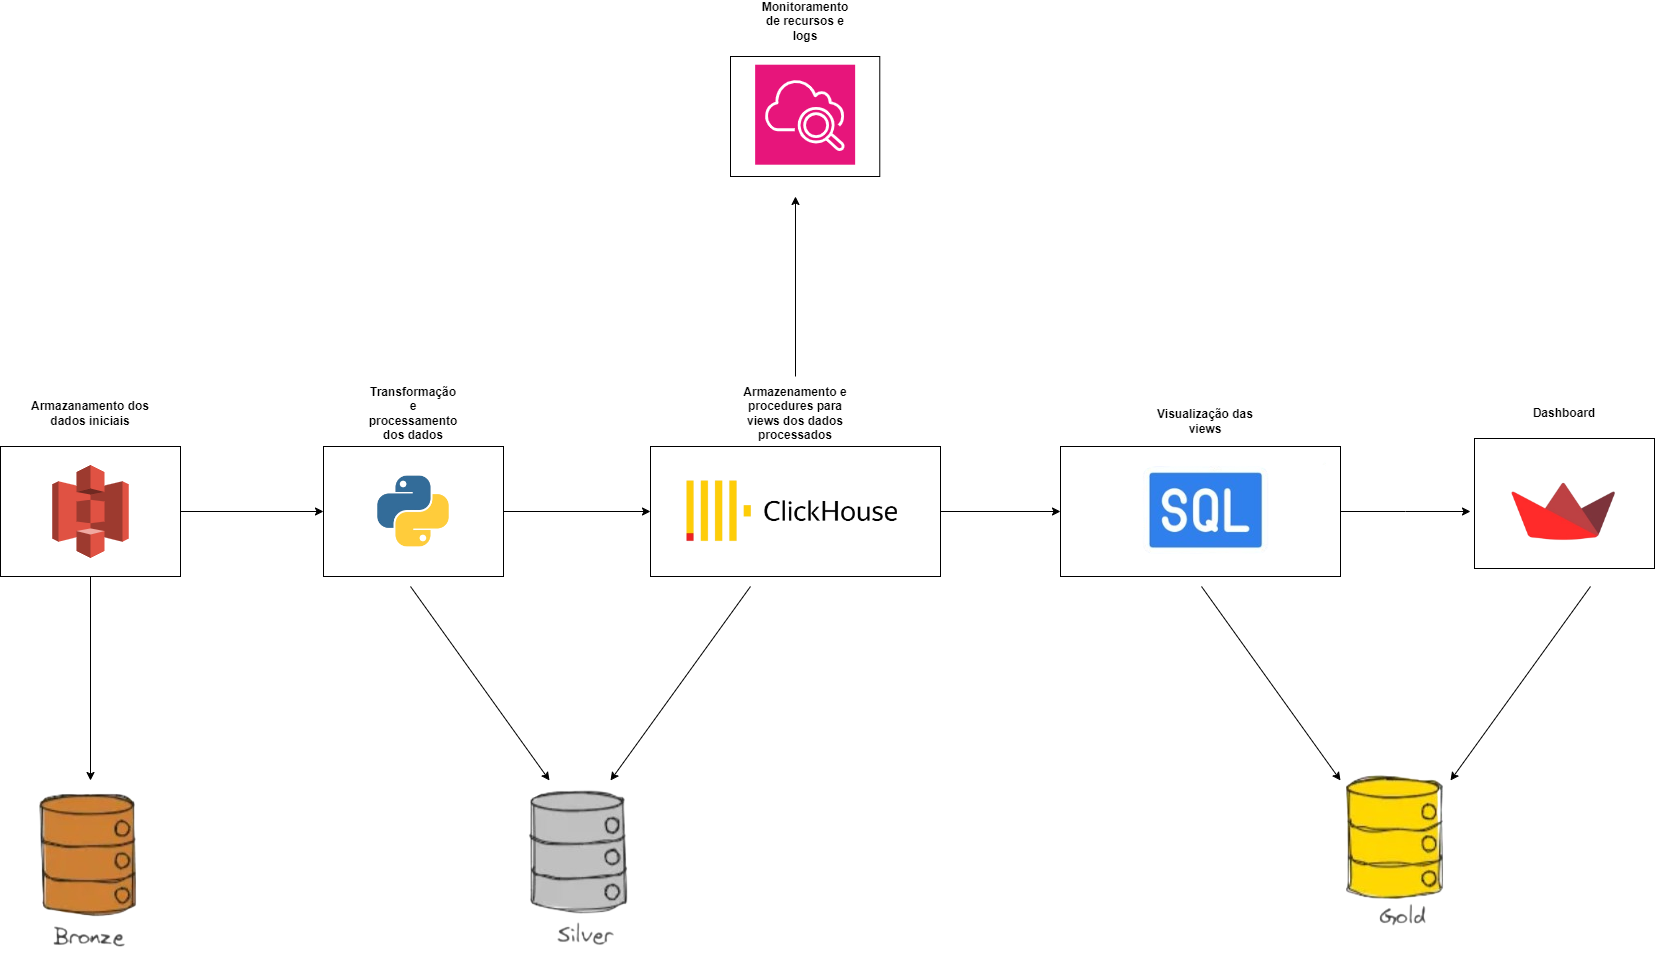 Monitoramento
de recursos e
logs
Armazanamento dos
dados iniciais
Transformação
e
processamento
dos dados
Armazenamento e
procedures para
views dos dados
processados
Visualização das
views
Dashboard
ClickHouse
SQL
Bronze
Silver
Gold